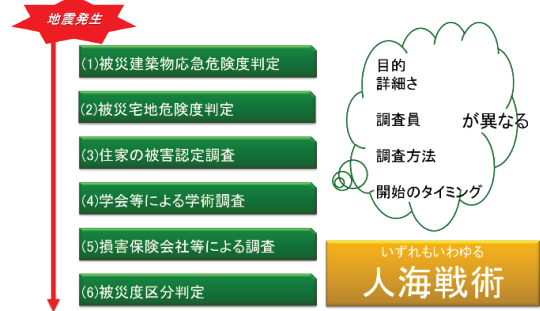 地震発生
(1)被災建築物応急危険度判定
(2)被災宅地危険度判定
(3)住家の被害認定調査
(4)学会等による学術調査
(5)損害保険会社等による調査
(6)被災度区分判定
目的
詳細さ
調査員
が異なる
調査方法
開始のタイミング
いずれもいわゆる
人海戦術